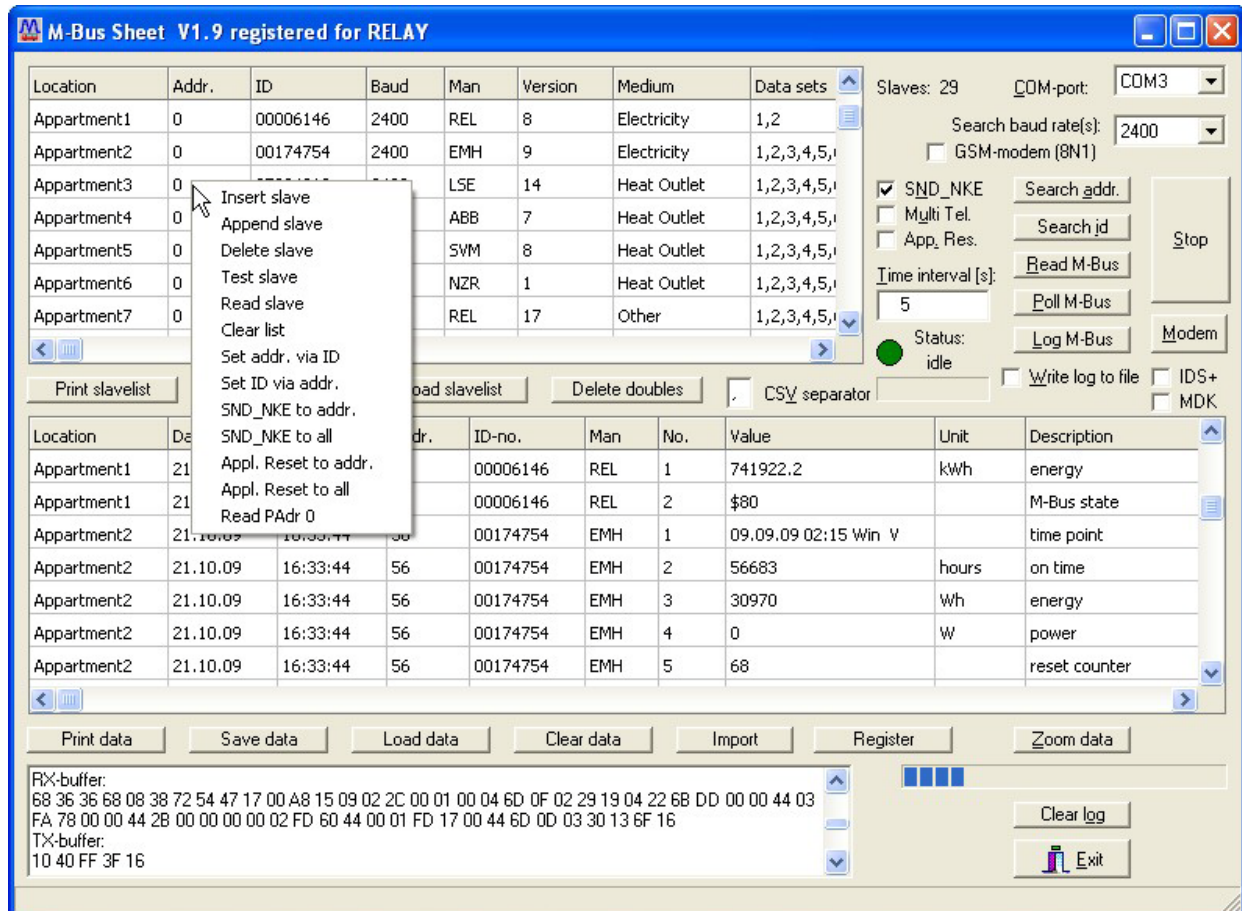 M-Bus Sheet V1.9 registered for RELAY
Location Addr. ID Baud Man Version Medium Data sets
Appartment1 0 00006146 2400 REL 8 Electricity 1,2
Appartment2 0 00174754 2400 EMH 9 Electricity 1,2,3,4,5,
Appartment3 0 LSE 14 Heat Outlet 1,2,3,4,5,
Appartment4 0 ABB 7 Heat Outlet 1,2,3,4,5,
Appartment5 0 SVM 8 Heat Outlet 1,2,3,4,5,
Appartment6 0 NZR 1 Heat Outlet 1,2,3,4,5,
Appartment7 0 REL 17 Other 1,2,3,4,5,
Insert slave
Append slave
Delete slave
Test slave
Read slave
Clear list
Set addr. via ID
Set ID via addr.
SND_NKE to addr.
SND_NKE to all
Appl. Reset to addr.
Appl. Reset to all
Read PAdr 0
Slaves: 29 COM-port: COM3
Search baud rate(s): 2400
GSM-modem (8N1)
SND_NKE Search addr.
Multi Tel. Search id Stop
App. Res.
Time interval [s]: Read M-Bus
5 Poll M-Bus
Status: Log M-Bus Modem
idle
Write log to file IDS+
MDK
Print slavelist oad slavelist Delete doubles , CSV separator
Location Da dr. ID-no. Man No. Value Unit Description
Appartment1 21 00006146 REL 1 741922.2 kWh energy
Appartment1 21 00006146 REL 2 $80 M-Bus state
Appartment2 21.10.09 16:33:44 56 00174754 EMH 1 09.09.09 02:15 Win V time point
Appartment2 21.10.09 16:33:44 56 00174754 EMH 2 56683 hours on time
Appartment2 21.10.09 16:33:44 56 00174754 EMH 3 30970 Wh energy
Appartment2 21.10.09 16:33:44 56 00174754 EMH 4 0 W power
Appartment2 21.10.09 16:33:44 56 00174754 EMH 5 68 reset counter
Print data Save data Load data Clear data Import Register Zoom data
RX-buffer:
68 36 36 68 08 38 72 54 47 17 00 A8 15 09 02 2C 00 01 00 04 6D 0F 02 29 19 04 22 6B DD 00 00 44 03
FA 78 00 00 44 2B 00 00 00 00 02 FD 60 44 00 01 FD 17 00 44 6D 0D 03 30 13 6F 16
TX-buffer:
10 40 FF 3F 16
Clear log
Exit